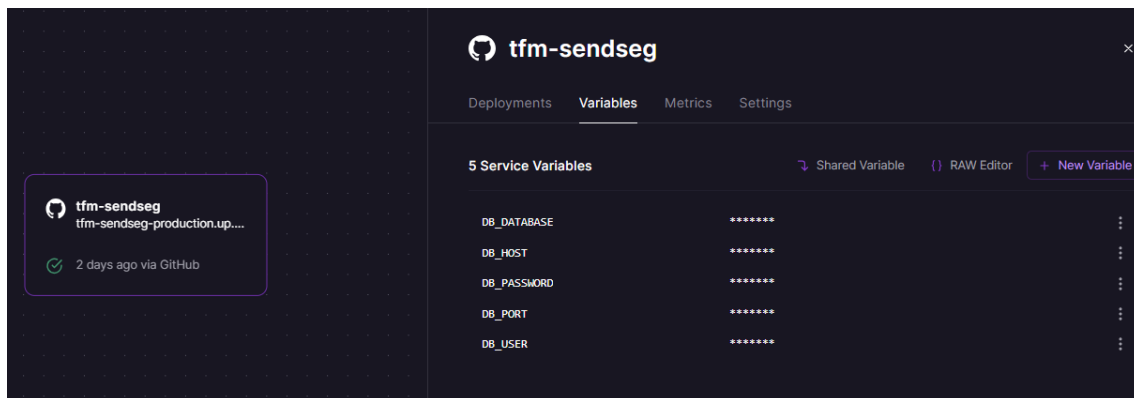 tfm-sendseg
tfm-sendseg-production.up....
2 days ago via GitHub
tfm-sendseg
Deployments Variables Metrics Settings
5 Service Variables Shared Variable {} RAW Editor + New Variable
DB_DATABASE *******
DB_HOST *******
DB_PASSWORD *******
DB_PORT *******
DB_USER *******